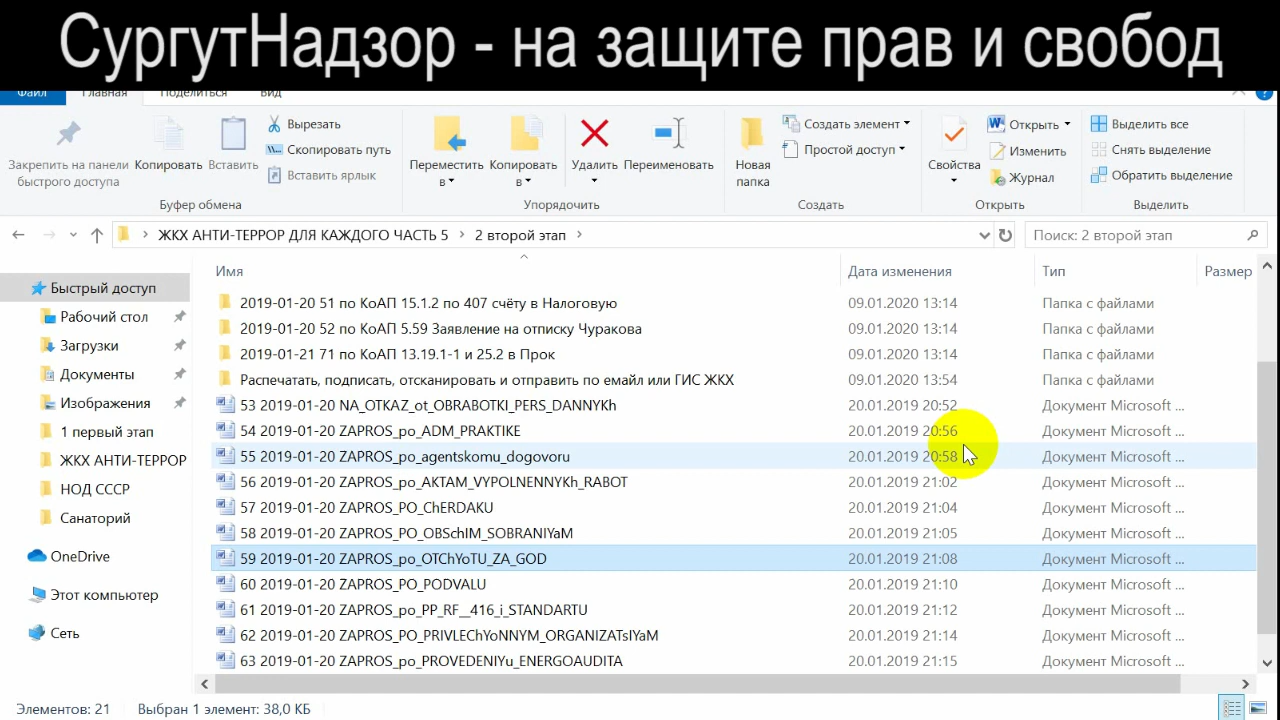 СургутНадзор - на защите прав и свобод
Файл Главная Поделиться Вид
Закрепить на панели быстрого доступа
Копировать
Вставить
Вырезать
Скопировать путь
Вставить ярлык
Переместить в
Копировать в
Удалить
Переименовать
Новая папка
Создать элемент
Простой доступ
Свойства
Открыть
Изменить
Журнал
Выделить все
Снять выделение
Обратить выделение
Буфер обмена Упорядочить Создать Открыть Выделить
ЖКХ АНТИ-ТЕРРОР ДЛЯ КАЖДОГО ЧАСТЬ 5 2 второй этап Поиск: 2 второй этап
Имя Дата изменения Тип Размер
Быстрый доступ
Рабочий стол
Загрузки
Документы
Изображения
1 первый этап
ЖКХ АНТИ-ТЕРРОР
НОД СССР
Санаторий
OneDrive
Этот компьютер
Сеть
2019-01-20 51 по КоАП 15.1.2 по 407 счёту в Налоговую 09.01.2020 13:14 Папка с файлами
2019-01-20 52 по КоАП 5.59 Заявление на отписку Чуракова 09.01.2020 13:14 Папка с файлами
2019-01-21 71 по КоАП 13.19.1-1 и 25.2 в Прок 09.01.2020 13:14 Папка с файлами
Распечатать, подписать, отсканировать и отправить по емайл или ГИС ЖКХ 09.01.2020 13:54 Папка с файлами
53 2019-01-20 NA_OTKAZ_ot_OBRABOTKI_PERS_DANNYKh 20.01.2019 20:52 Документ Microsoft ...
54 2019-01-20 ZAPROS_po_ADM_PRAKTIKE 20.01.2019 20:56 Документ Microsoft ...
55 2019-01-20 ZAPROS_po_agentskomu_dogovoru 20.01.2019 20:58 Документ Microsoft ...
56 2019-01-20 ZAPROS_po_AKTAM_VYPOLNENNYKh_RABOT 20.01.2019 21:02 Документ Microsoft ...
57 2019-01-20 ZAPROS_PO_ChERDAKU 20.01.2019 21:04 Документ Microsoft ...
58 2019-01-20 ZAPROS_PO_OBSchIM_SOBRANIYaM 20.01.2019 21:05 Документ Microsoft ...
59 2019-01-20 ZAPROS_po_OTChYoTU_ZA_GOD 20.01.2019 21:08 Документ Microsoft ...
60 2019-01-20 ZAPROS_PO_PODVALU 20.01.2019 21:10 Документ Microsoft ...
61 2019-01-20 ZAPROS_po_PP_RF__416_i_STANDARTU 20.01.2019 21:12 Документ Microsoft ...
62 2019-01-20 ZAPROS_PO_PRIVLEChYoNNYM_ORGANIZATsIYaM 20.01.2019 21:14 Документ Microsoft ...
63 2019-01-20 ZAPROS_po_PROVEDENIYu_ENERGOAUDITA 20.01.2019 21:15 Документ Microsoft ...
Элементов: 21 Выбран 1 элемент: 38,0 КБ